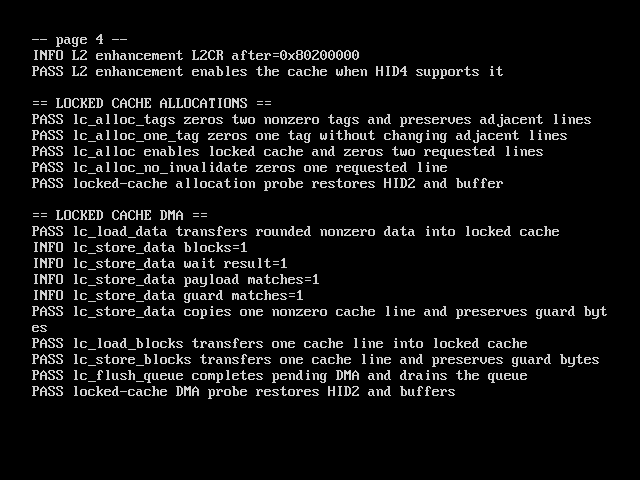 -- page 4 --
INFO L2 enhancement L2CR after=0x80200000
PASS L2 enhancement enables the cache when HID4 supports it
== LOCKED CACHE ALLOCATIONS ==
PASS lc_alloc_tags zeros two nonzero tags and preserves adjacent lines
PASS lc_alloc_one_tag zeros one tag without changing adjacent lines
PASS lc_alloc enables locked cache and zeros two requested lines
PASS lc_alloc_no_invalidate zeros one requested line
PASS locked-cache allocation probe restores HID2 and buffer
== LOCKED CACHE DMA ==
PASS lc_load_data transfers rounded nonzero data into locked cache
INFO lc_store_data blocks=1
INFO lc_store_data wait result=1
INFO lc_store_data payload matches=1
INFO lc_store_data guard matches=1
PASS lc_store_data copies one nonzero cache line and preserves guard byt
es
PASS lc_load_blocks transfers one cache line into locked cache
PASS lc_store_blocks transfers one cache line and preserves guard bytes
PASS lc_flush_queue completes pending DMA and drains the queue
PASS locked-cache DMA probe restores HID2 and buffers